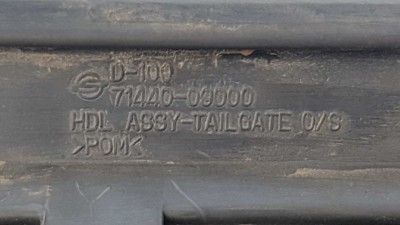 D-100
71440-09000
HDL ASSY-TAILGATE O/S
>POM<